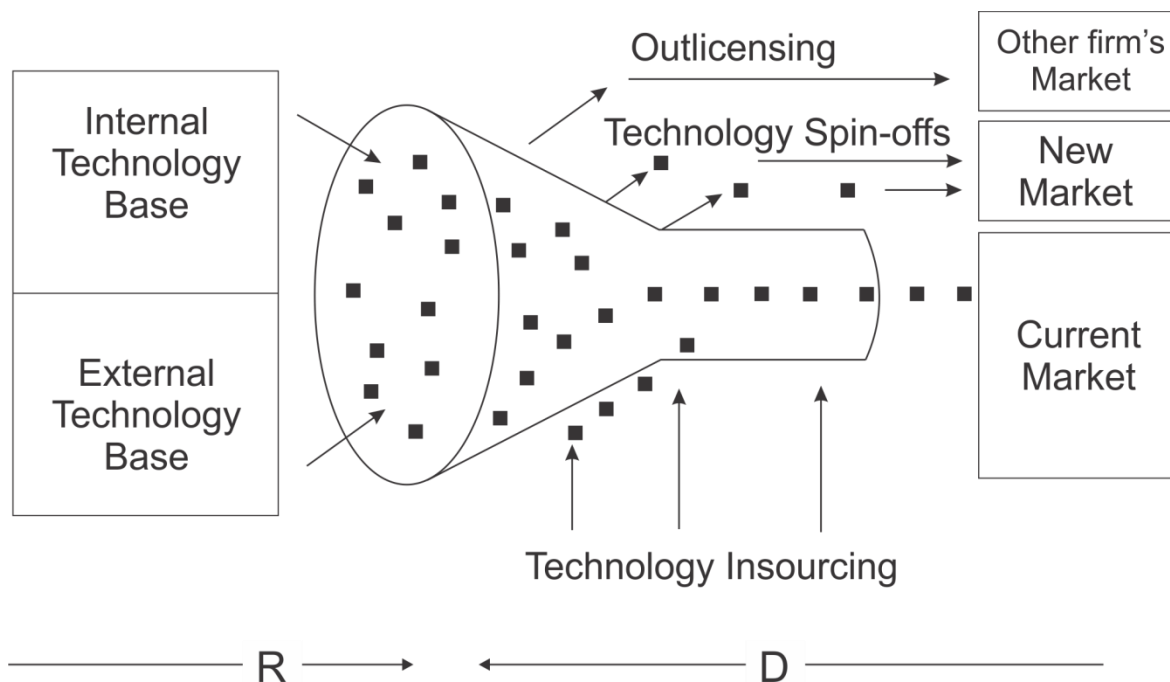 Internal
Technology
Base
External
Technology
Base
Outlicensing
Technology Spin-offs
Other firm's
Market
New
Market
Current
Market
Technology Insourcing
R
D